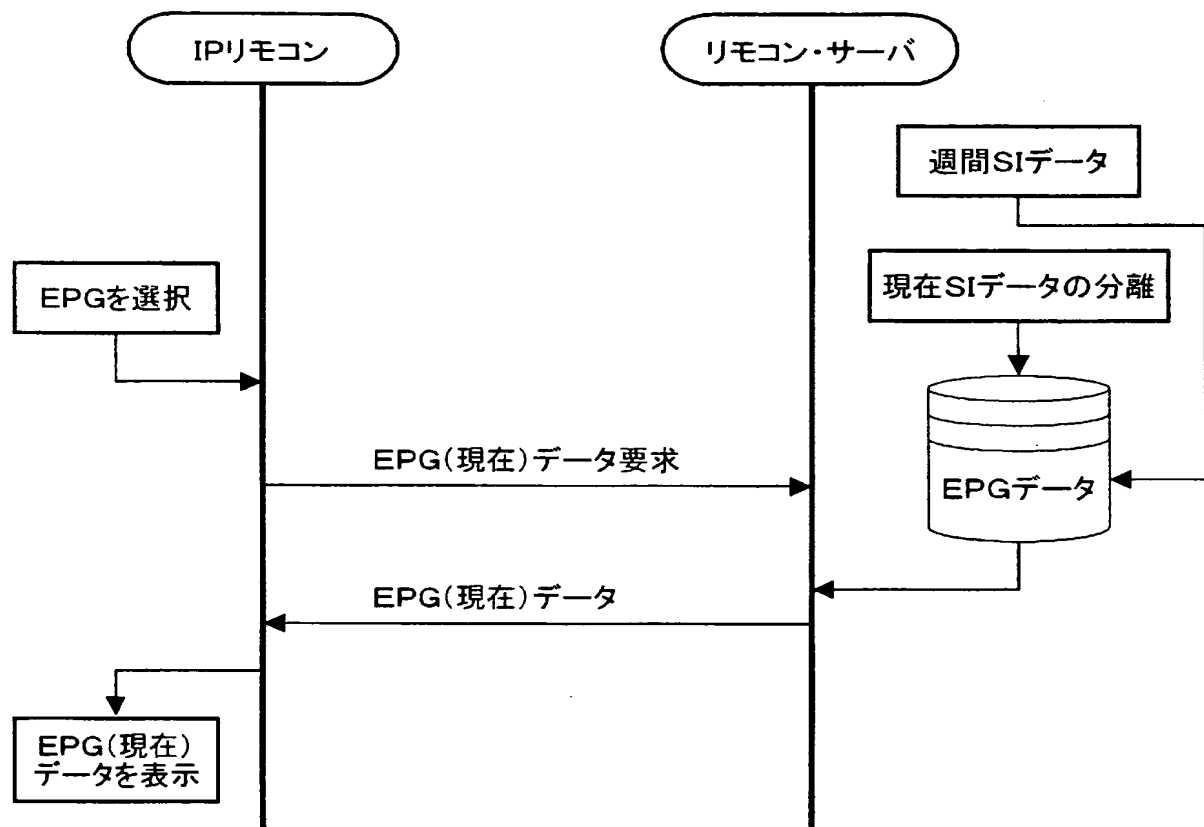 IPリモコン
リモコン・サーバ
週間SIデータ
EPGを選択
現在SIデータの分離
EPG(現在)データ要求
EPGデータ
EPG(現在)データ
EPG(現在)
データを表示